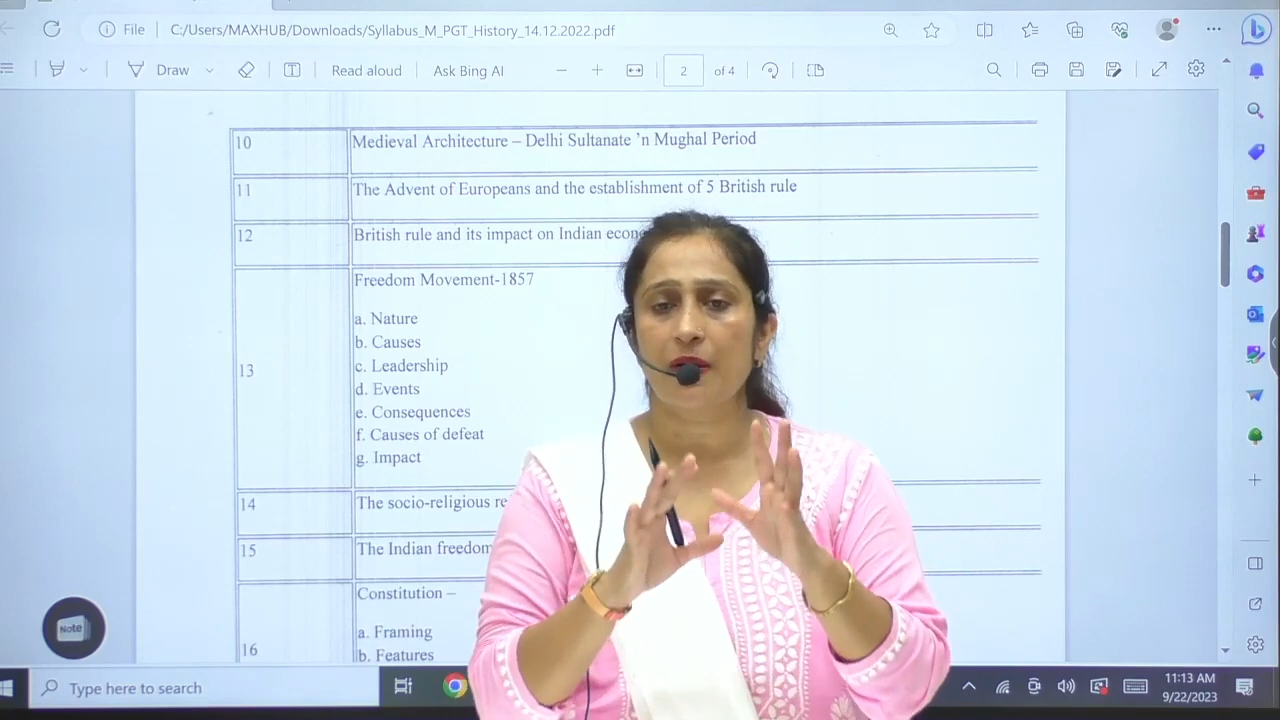 File
C:/Users/MAXHUB/Downloads/Syllabus_M_PGT_History_14.12.2022.pdf
Draw
Read aloud
Ask Bing AI
2
of 4
10
Medieval Architecture – Delhi Sultanate 'n Mughal Period
11
The Advent of Europeans and the establishment of 5 British rule
12
British rule and its impact on Indian
13
Freedom Movement-1857
a. Nature
b. Causes
c. Leadership
d. Events
e. Consequences
f. Causes of defeat
g. Impact
14
The socio-religious
15
The Indian freedom
16
Constitution –
a. Framing
b. Features
Note
Type here to search
11:13 AM
9/22/2023